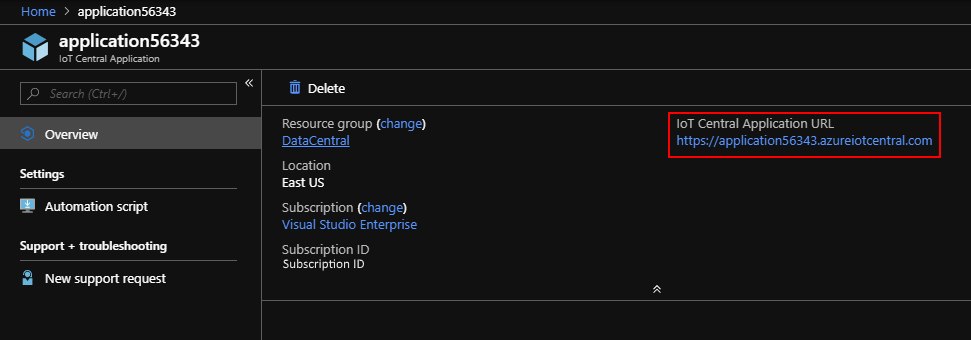 Home > application56343
application56343
IoT Central Application
Search (Ctrl+/)
«
Overview
Settings
Automation script
Support + troubleshooting
New support request
Delete
Resource group (change)
DataCentral
Location
East US
Subscription (change)
Visual Studio Enterprise
Subscription ID
Subscription ID
IoT Central Application URL
https://application56343.azureiotcentral.com